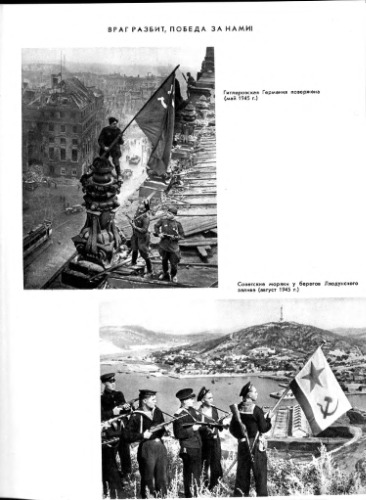 ВРАГ РАЗБИТ, ПОБЕДА ЗА НАМИ!
Гитлеровская Германия повержена
(май 1945 г.)
Советские моряки у берегов Ляодунского
залива (август 1945 г.)